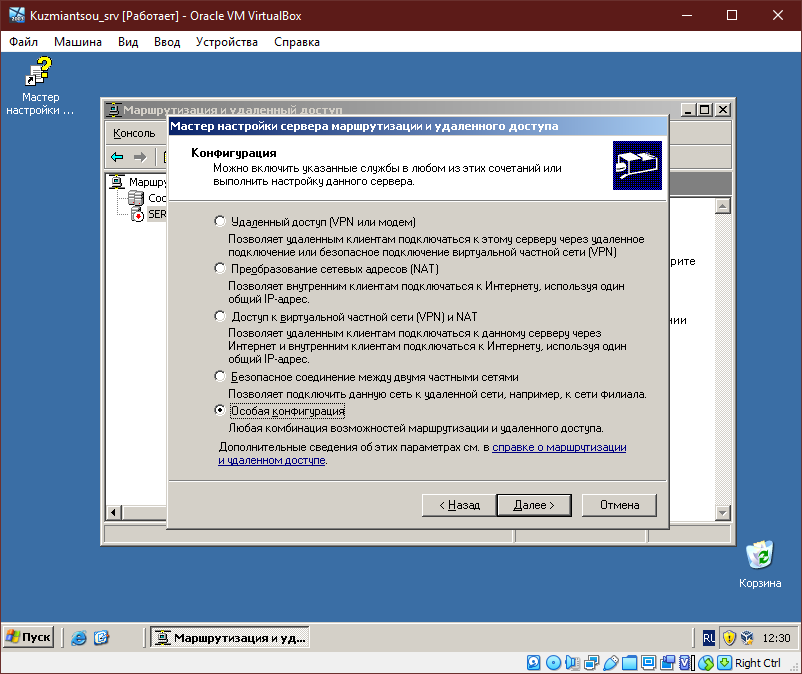 Kuzmiantsou_srv [Работает] - Oracle VM VirtualBox
Файл Машина Вид Ввод Устройства Справка
Мастер
настройки ...
Маршрутизация и удаленный доступ
Консоль
Мастер настройки сервера маршрутизации и удаленного доступа
Конфигурация
Можно включить указанные службы в любом из этих сочетаний или
выполнить настройку данного сервера.
Маршру
Сос
SER
Удаленный доступ (VPN или модем)
Позволяет удаленным клиентам подключаться к этому серверу через удаленное
подключение или безопасное подключение виртуальной частной сети (VPN)
рите
Преобразование сетевых адресов (NAT)
Позволяет внутренним клиентам подключаться к Интернету, используя один
общий IP-адрес.
Доступ к виртуальной частной сети (VPN) и NAT
нии
Позволяет удаленным клиентам подключаться к данному серверу через
Интернет и внутренним клиентам подключаться к Интернету, используя один
общий IP-адрес.
Безопасное соединение между двумя частными сетями
Позволяет подключить данную сеть к удаленной сети, например, к сети филиала.
Особая конфигурация
Любая комбинация возможностей маршрутизации и удаленного доступа.
Дополнительные сведения об этих параметрах см. в справке о маршрутизации
и удаленном доступе.
< Назад Далее > Отмена
Корзина
Пуск Маршрутизация и уд... RL 12:30
Right Ctrl